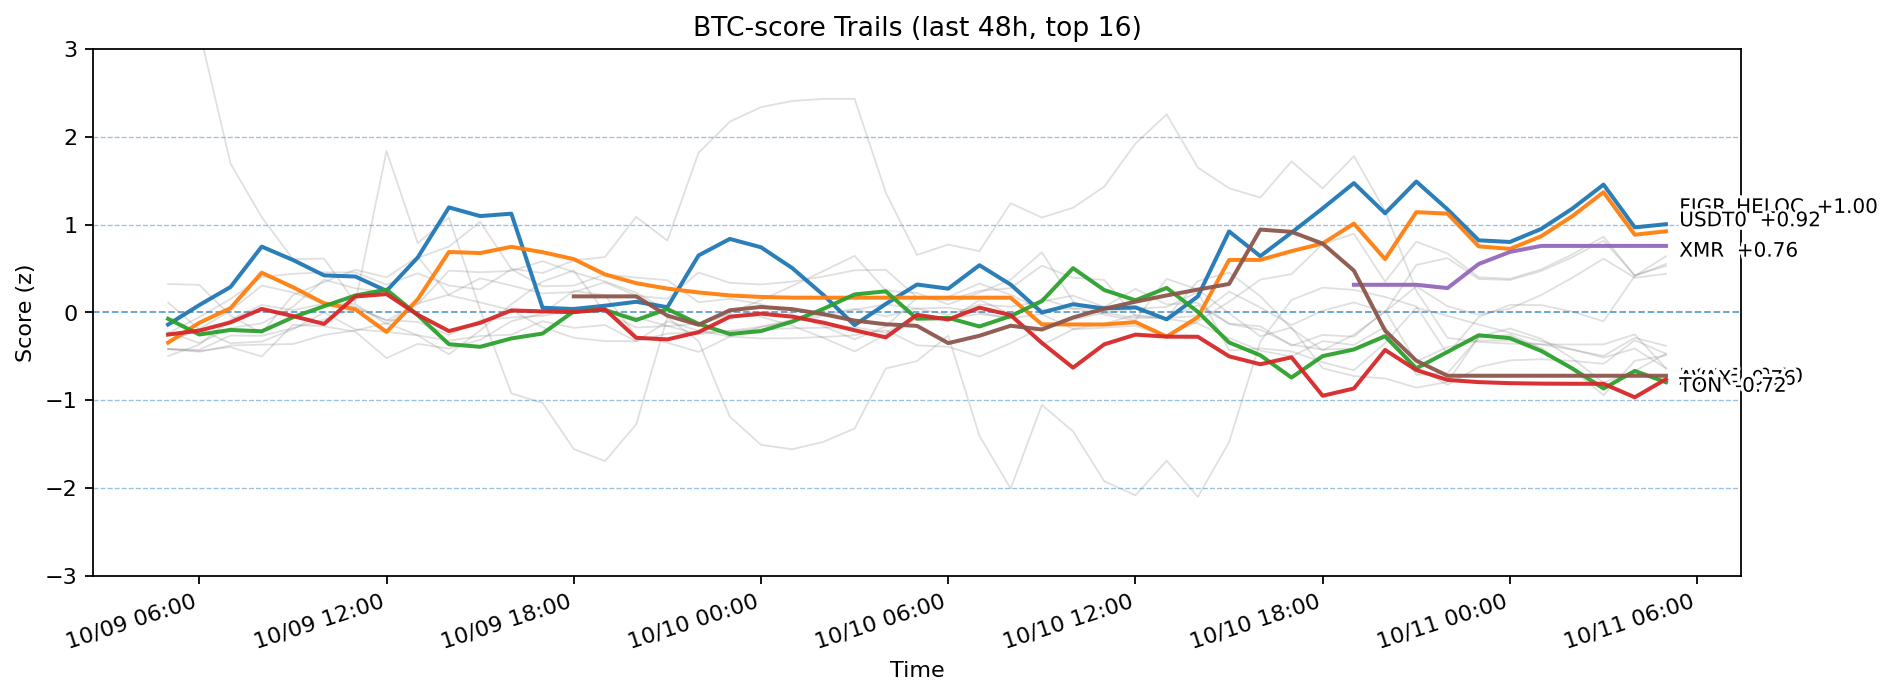 BTC-score Trails (last 48h, top 16)
Score (z)
3
2
1
0
−1
−2
−3
FIGR_HELOC +1.00
USDT0 +0.92
XMR +0.76
TON -0.72
10/09 06:00
10/09 12:00
10/09 18:00
10/10 00:00
10/10 06:00
10/10 12:00
10/10 18:00
10/11 00:00
10/11 06:00
Time